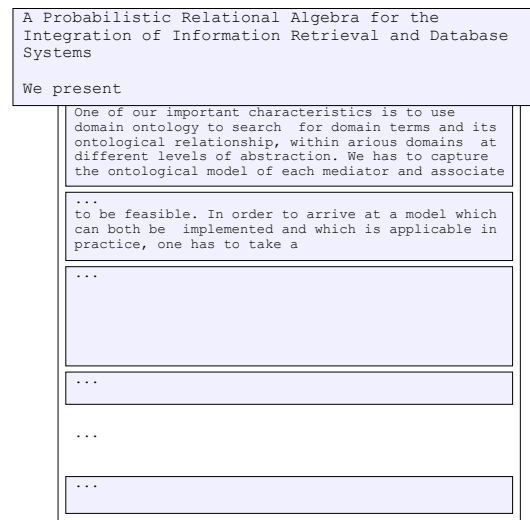 A Probabilistic Relational Algebra for the
Integration of Information Retrieval and Database
Systems
We present
One of our important characteristics is to use
domain ontology to search for domain terms and its
ontological relationship, within arious domains at
different levels of abstraction. We has to capture
the ontological model of each mediator and associate
...
to be feasible. In order to arrive at a model which
can both be implemented and which is applicable in
practice, one has to take a
...
...
...
...